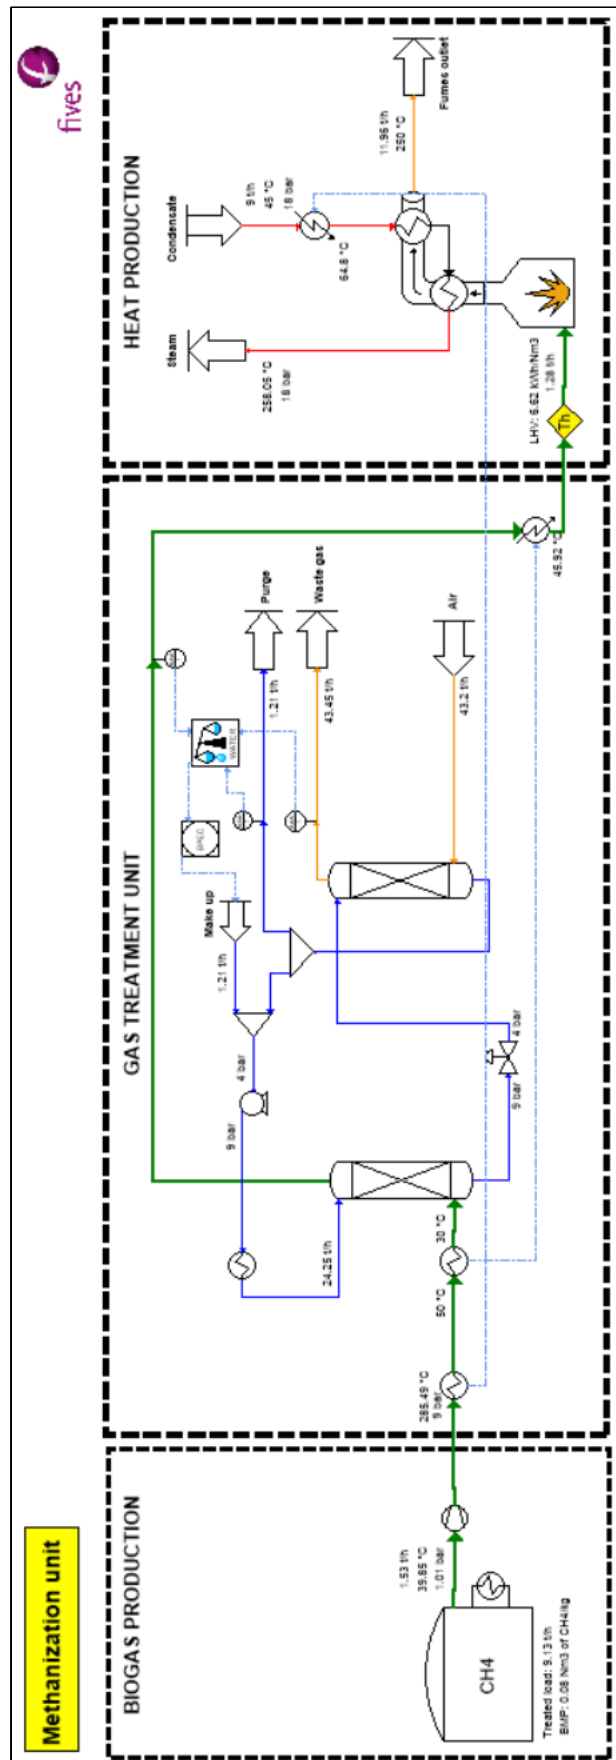 Methanization unit
fives
BIOGAS PRODUCTION
1.53 t/h
39.85 °C
1.01 bar
CH4
Treated load: 9.13 t/h
BMP: 0.08 Nm3 of CH4/kg
GAS TREATMENT UNIT
285.49 °C
9 bar
50 °C
30 °C
24.25 t/h
9 bar
4 bar
Make up
1.21 t/h
SPEC
WATER
9 bar
4 bar
Purge
1.21 t/h
Waste gas
43.45 t/h
Air
43.2 t/h
45.92 °C
HEAT PRODUCTION
Steam
258.05 °C
18 bar
Condensate
9 t/h
45 °C
18 bar
64.8 °C
Fumes outlet
11.95 t/h
250 °C
Th
LHV: 6.62 kWh/Nm3
1.28 t/h